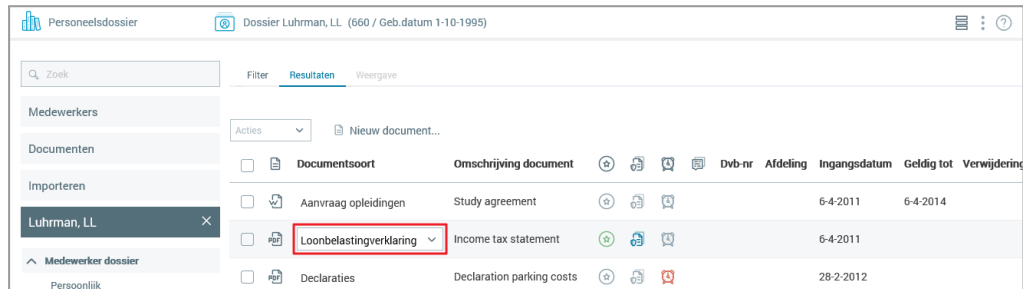 Personeelsdossier Dossier Luhrman, LL (660 / Geb.datum 1-10-1995)
Zoek
Filter Resultaten Weergave
Medewerkers
Acties Nieuw document...
Documenten
Documentsoort Omschrijving document Dvb-nr Afdeling Ingangsdatum Geldig tot Verwijdering
Importeren
Aanvraag opleidingen Study agreement 6-4-2011 6-4-2014
Luhrman, LL
Loonbelastingverklaring Income tax statement 6-4-2011
Medewerker dossier
Declaraties Declaration parking costs 28-2-2012
Persoonlijk